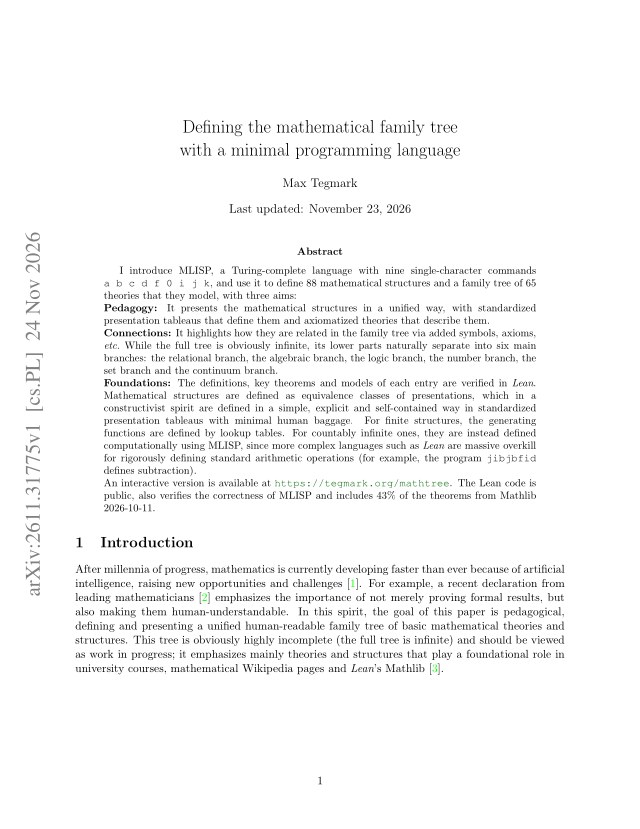 Defining the mathematical family tree
with a minimal programming language
Max Tegmark
Last updated: November 23, 2026
Abstract
I introduce MLISP, a Turing-complete language with nine single-character commands
a b c d f 0 i j k, and use it to define 88 mathematical structures and a family tree of 65
theories that they model, with three aims:
Pedagogy: It presents the mathematical structures in a unified way, with standardized
presentation tableaus that define them and axiomatized theories that describe them.
Connections: It highlights how they are related in the family tree via added symbols, axioms,
etc. While the full tree is obviously infinite, its lower parts naturally separate into six main
branches: the relational branch, the algebraic branch, the logic branch, the number branch, the
set branch and the continuum branch.
Foundations: The definitions, key theorems and models of each entry are verified in Lean.
Mathematical structures are defined as equivalence classes of presentations, which in a
constructivist spirit are defined in a simple, explicit and self-contained way in standardized
presentation tableaus with minimal human baggage. For finite structures, the generating
functions are defined by lookup tables. For countably infinite ones, they are instead defined
computationally using MLISP, since more complex languages such as Lean are massive overkill
for rigorously defining standard arithmetic operations (for example, the program jibjbfid
defines subtraction).
An interactive version is available at https://tegmark.org/mathtree. The Lean code is
public, also verifies the correctness of MLISP and includes 43% of the theorems from Mathlib
2026-10-11.
1 Introduction
After millennia of progress, mathematics is currently developing faster than ever because of artificial
intelligence, raising new opportunities and challenges [1]. For example, a recent declaration from
leading mathematicians [2] emphasizes the importance of not merely proving formal results, but
also making them human-understandable. In this spirit, the goal of this paper is pedagogical,
defining and presenting a unified human-readable family tree of basic mathematical theories and
structures. This tree is obviously highly incomplete (the full tree is infinite) and should be viewed
as work in progress; it emphasizes mainly theories and structures that play a foundational role in
university courses, mathematical Wikipedia pages and Lean's Mathlib [3].
1
arXiv:2611.31775v1 [cs.PL] 24 Nov 2026